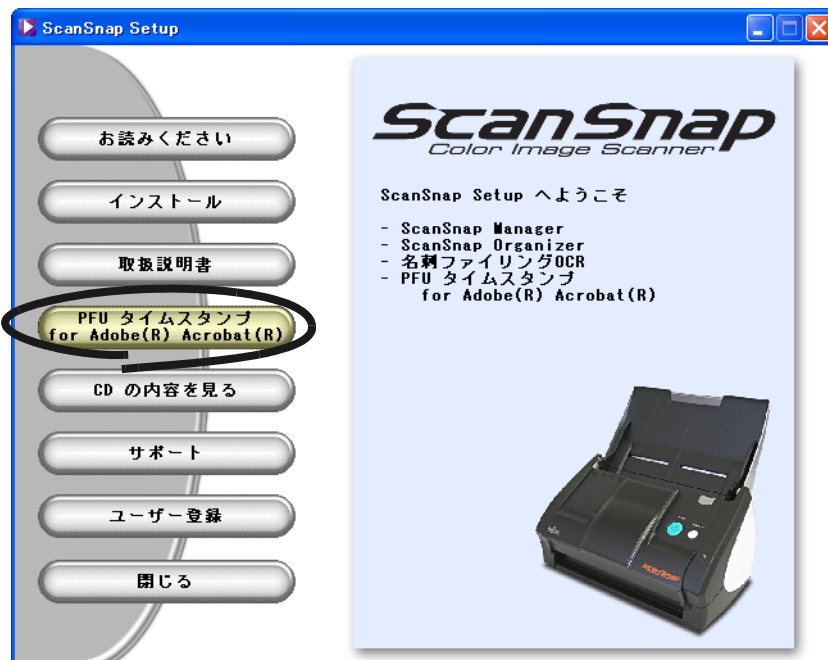 ScanSnap Setup
お読みください
インストール
取扱説明書
PFU タイムスタンプ
for Adobe(R) Acrobat(R)
CD の内容を見る
サポート
ユーザー登録
閉じる
ScanSnap
Color Image Scanner
ScanSnap Setup へようこそ
- ScanSnap Manager
- ScanSnap Organizer
- 名刺ファイリングOCR
- PFU タイムスタンプ
for Adobe(R) Acrobat(R)
ScanSnap